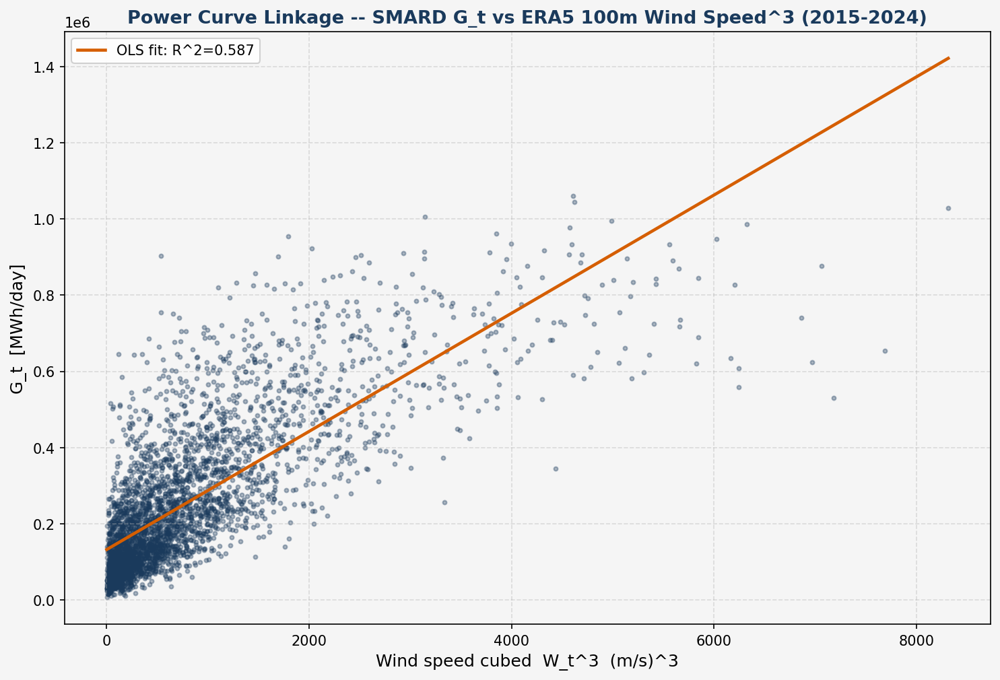 Power Curve Linkage -- SMARD G_t vs ERA5 100m Wind Speed^3 (2015-2024)
1e6
OLS fit: R^2=0.587
1.4
1.2
1.0
0.8
0.6
0.4
0.2
0.0
G_t [MWh/day]
0 2000 4000 6000 8000
Wind speed cubed W_t^3 (m/s)^3